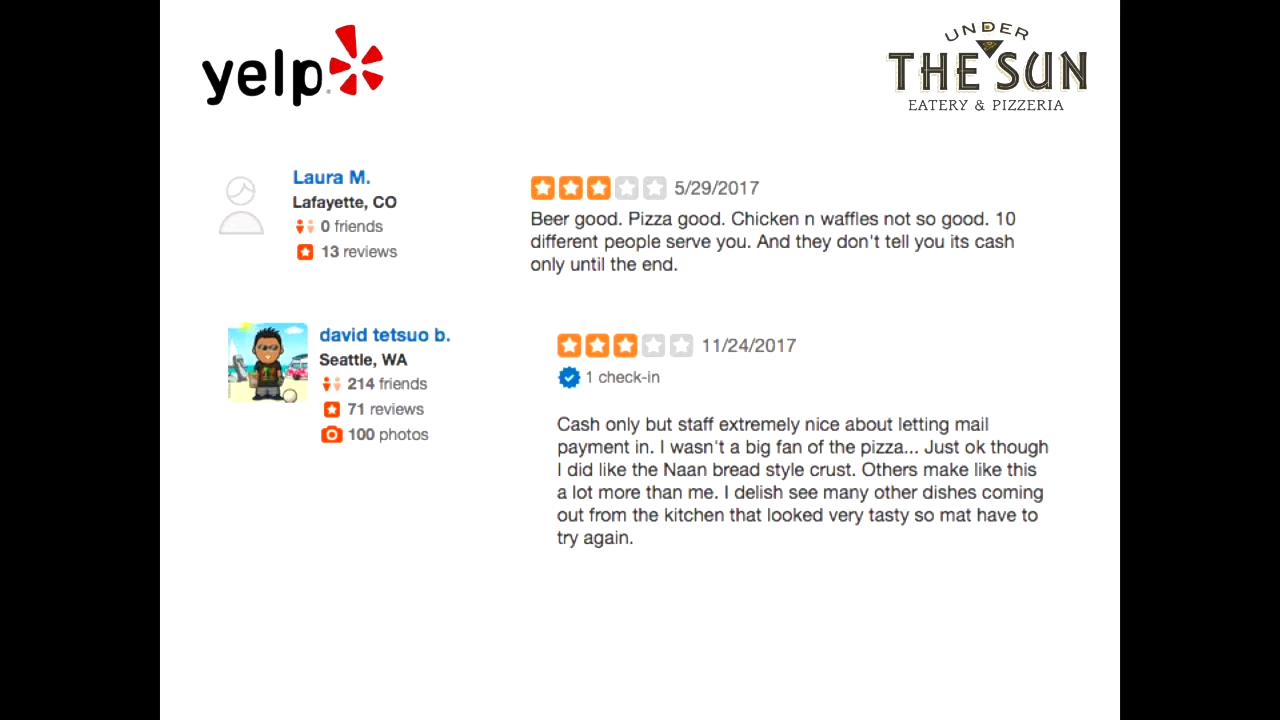 yelp
UNDER
THE SUN
EATERY & PIZZERIA
Laura M.
Lafayette, CO
0 friends
13 reviews
5/29/2017
Beer good. Pizza good. Chicken n waffles not so good. 10
different people serve you. And they don't tell you its cash
only until the end.
david tetsuo b.
Seattle, WA
214 friends
71 reviews
100 photos
11/24/2017
1 check-in
Cash only but staff extremely nice about letting mail
payment in. I wasn't a big fan of the pizza... Just ok though
I did like the Naan bread style crust. Others make like this
a lot more than me. I delish see many other dishes coming
out from the kitchen that looked very tasty so mat have to
try again.